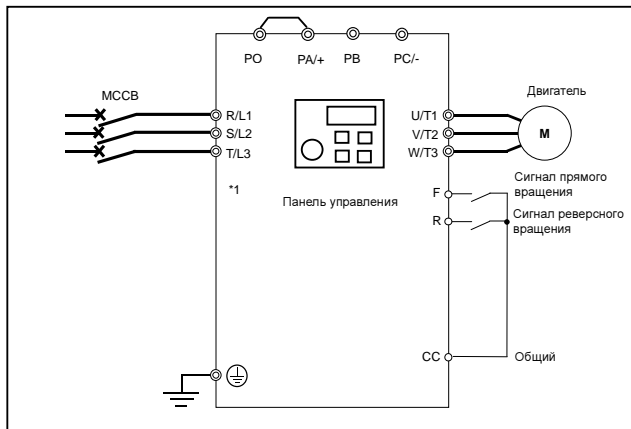 PO PA/+ PB PC/-
MCCB
R/L1
S/L2
T/L3
*1
Панель управления
U/T1
V/T2
W/T3
Двигатель
M
F
Сигнал прямого
вращения
R
Сигнал реверсного
вращения
CC
Общий